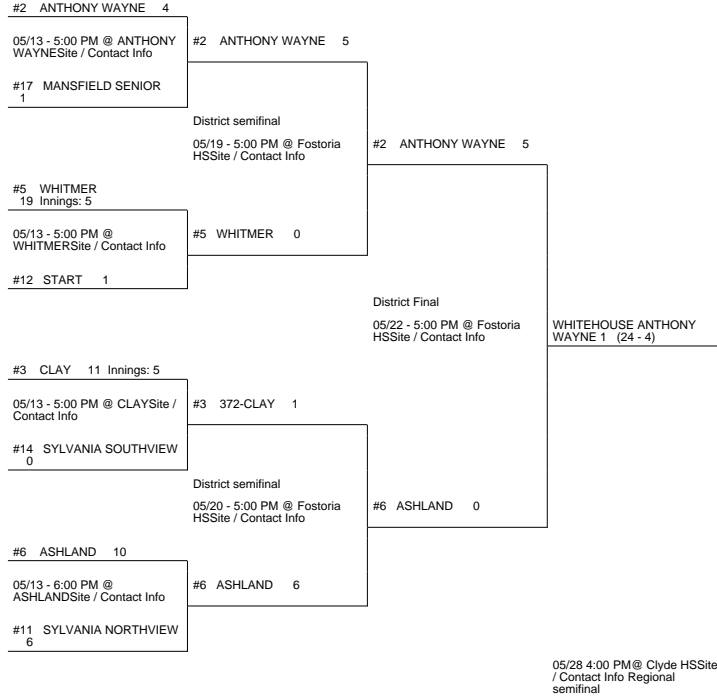 #2 ANTHONY WAYNE 4
05/13 - 5:00 PM @ ANTHONY
WAYNESite / Contact Info
#17 MANSFIELD SENIOR
1
#2 ANTHONY WAYNE 5
District semifinal
05/19 - 5:00 PM @ Fostoria
HSSite / Contact Info
#5 WHITMER
19 Innings: 5
05/13 - 5:00 PM @
WHITMERSite / Contact Info
#12 START 1
#5 WHITMER 0
#2 ANTHONY WAYNE 5
District Final
05/22 - 5:00 PM @ Fostoria
HSSite / Contact Info
WHITEHOUSE ANTHONY
WAYNE 1 (24 - 4)
#3 CLAY 11 Innings: 5
05/13 - 5:00 PM @ CLAYSite /
Contact Info
#14 SYLVANIA SOUTHVIEW
0
#3 372-CLAY 1
District semifinal
05/20 - 5:00 PM @ Fostoria
HSSite / Contact Info
#6 ASHLAND 0
#6 ASHLAND 10
05/13 - 6:00 PM @
ASHLANDSite / Contact Info
#11 SYLVANIA NORTHVIEW
6
#6 ASHLAND 6
05/28 4:00 PM@ Clyde HSSite
/ Contact Info Regional
semifinal